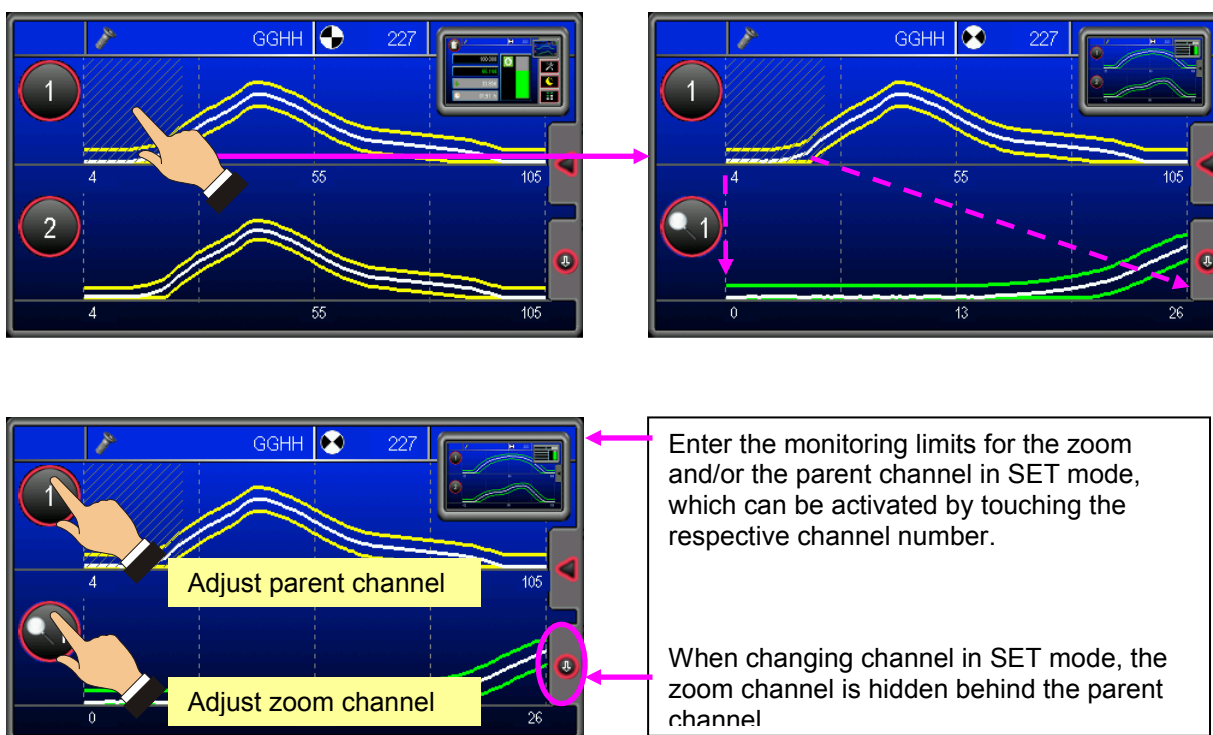 GGHH 227
1
4 55 105
2
4 55 105
GGHH 227
1
4 55 105
1
0 13 26
GGHH 227
1
4 105
Adjust parent channel
0 26
Adjust zoom channel
Enter the monitoring limits for the zoom
and/or the parent channel in SET mode,
which can be activated by touching the
respective channel number.
When changing channel in SET mode, the
zoom channel is hidden behind the parent
channel